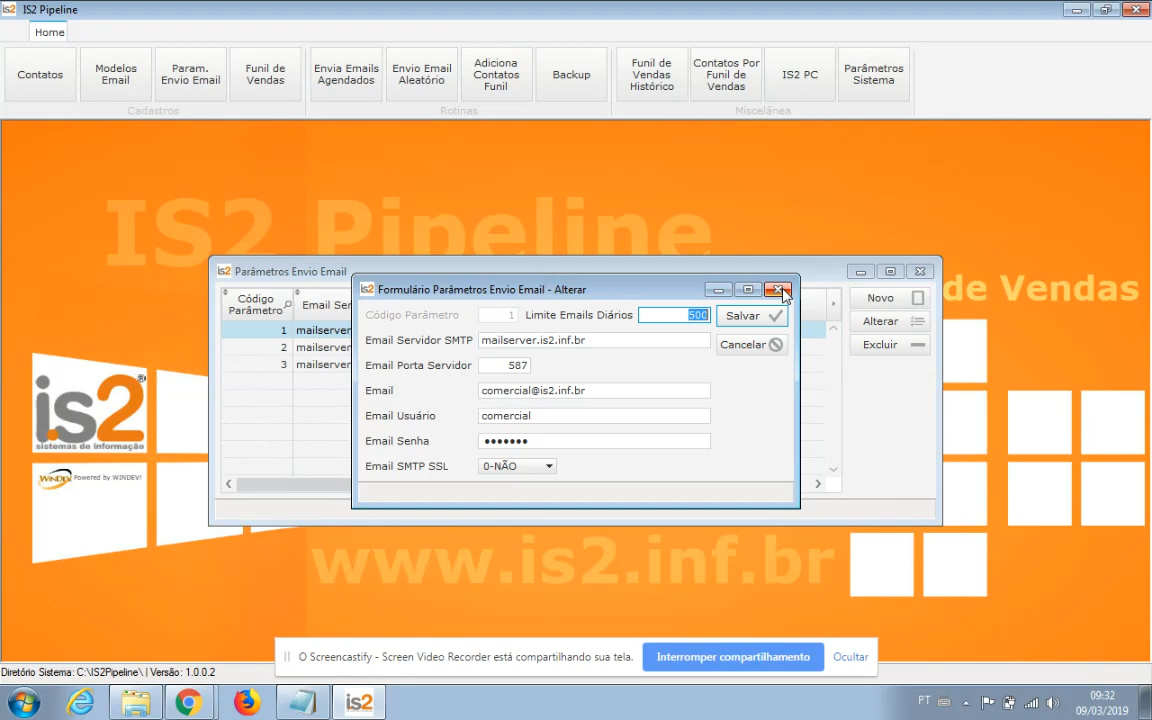 is2 IS2 Pipeline
Home
Contatos
Modelos Email
Param. Envio Email
Funil de Vendas
Envia Emails Agendados
Envio Email Aleatório
Adiciona Contatos Funil
Backup
Funil de Vendas Histórico
Contatos Por Funil de Vendas
IS2 PC
Parâmetros Sistema
Cadastros
Rotinas
Miscelânea
IS2 Pipeline
de Vendas
is2 Parâmetros Envio Email
Código Parâmetro
Email Ser
1 mailserver
2 mailserver
3 mailserver
Novo
Alterar
Excluir
is2 Formulário Parâmetros Envio Email - Alterar
Código Parâmetro 1 Limite Emails Diários 500 Salvar
Email Servidor SMTP mailserver.is2.inf.br Cancelar
Email Porta Servidor 587
Email comercial@is2.inf.br
Email Usuário comercial
Email Senha •••••••
Email SMTP SSL 0-NÃO
is2®
sistemas de informação
WINDEV Powered by WINDEV!
www.is2.inf.br
O Screencastify - Screen Video Recorder está compartilhando sua tela. Interromper compartilhamento Ocultar
Diretório Sistema: C:\IS2Pipeline\ | Versão: 1.0.0.2
is2
PT
09:32
09/03/2019